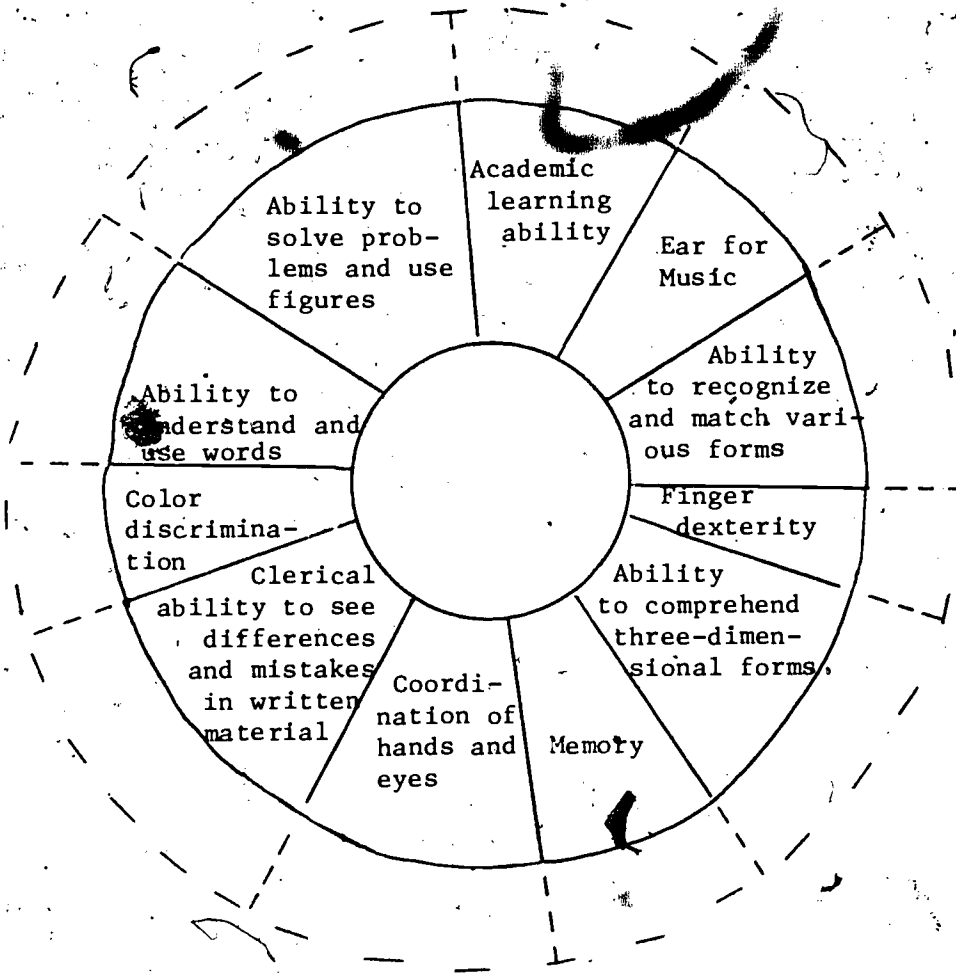 Academic
learning
ability
Ear for
Music
Ability
to recognize
and match vari-
ous forms
Finger
dexterity
Ability
to comprehend
three-dimen-
sional forms.
Memory
Coordi-
nation of
hands and
eyes
Clerical
ability to see
differences
and mistakes
in written
material
Color
discrimina-
tion
Ability to
understand and
use words
Ability to
solve prob-
lems and use
figures